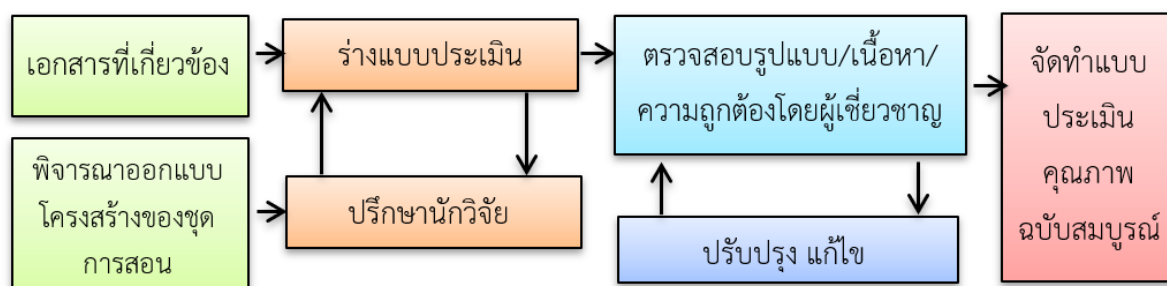 เอกสารที่เกี่ยวข้อง
พิจารณาออกแบบ
โครงสร้างของชุด
การสอน
ร่างแบบประเมิน
ปรึกษานักวิจัย
ตรวจสอบรูปแบบ/เนื้อหา/
ความถูกต้องโดยผู้เชี่ยวชาญ
ปรับปรุง แก้ไข
จัดทำแบบ
ประเมิน
คุณภาพ
ฉบับสมบูรณ์